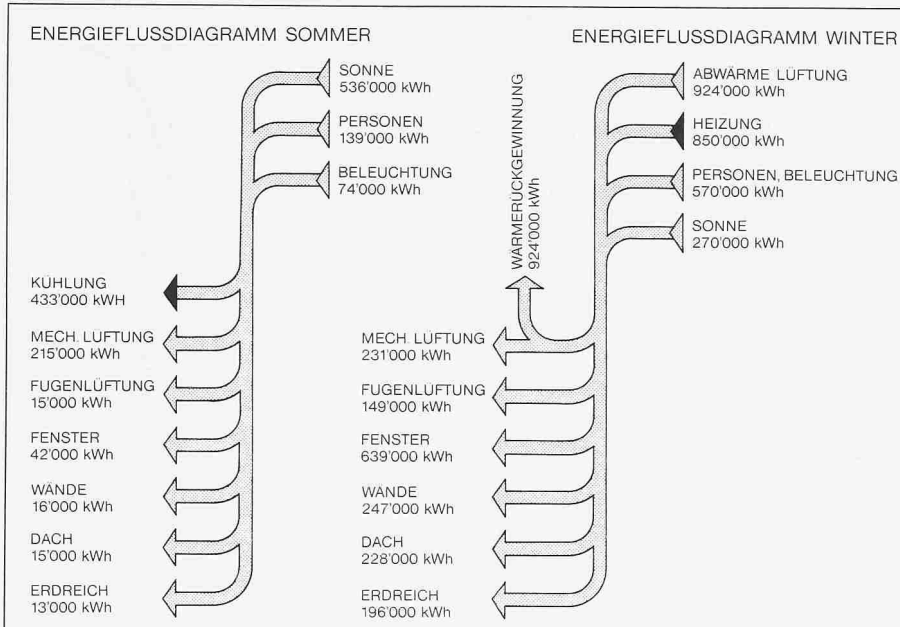 ENERGIEFLUSSDIAGRAMM SOMMER
SONNE
536'000 kWh
PERSONEN
139'000 kWh
BELEUCHTUNG
74'000 kWh
KÜHLUNG
433'000 kWH
MECH. LÜFTUNG
215'000 kWh
FUGENLÜFTUNG
15'000 kWh
FENSTER
42'000 kWh
WÄNDE
16'000 kWh
DACH
15'000 kWh
ERDREICH
13'000 kWh
ENERGIEFLUSSDIAGRAMM WINTER
ABWÄRME LÜFTUNG
924'000 kWh
HEIZUNG
850'000 kWh
PERSONEN, BELEUCHTUNG
570'000 kWh
SONNE
270'000 kWh
WÄRMERÜCKGEWINNUNG
924'000 kWh
MECH. LÜFTUNG
231'000 kWh
FUGENLÜFTUNG
149'000 kWh
FENSTER
639'000 kWh
WÄNDE
247'000 kWh
DACH
228'000 kWh
ERDREICH
196'000 kWh